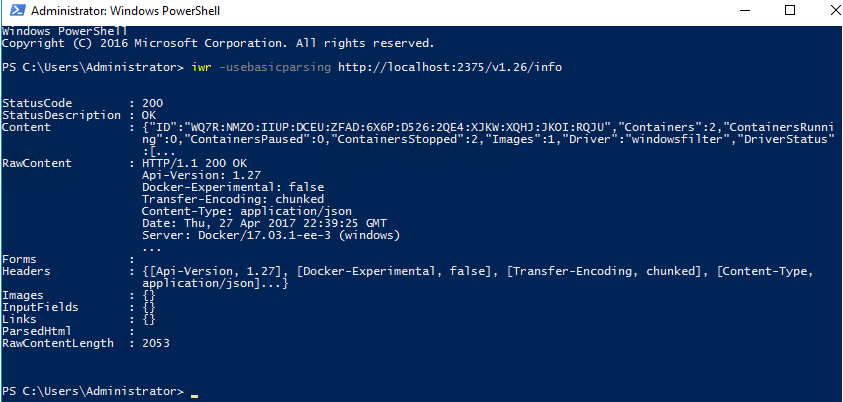 Administrator: Windows PowerShell
Windows PowerShell
Copyright (C) 2016 Microsoft Corporation. All rights reserved.
PS C:\Users\Administrator> iwr -usebasicparsing http://localhost:2375/v1.26/info
StatusCode        : 200
StatusDescription : OK
Content           : {"ID":"WQ7R:NMZO:IIUP:DCEU:ZFAD:6X6P:D526:2QE4:XJKW:XQHJ:JKOI:RQJU","Containers":2,"ContainersRunni
                    ng":0,"ContainersPaused":0,"ContainersStopped":2,"Images":1,"Driver":"windowsfilter","DriverStatus"
                    :[...
RawContent        : HTTP/1.1 200 OK
                    Api-Version: 1.27
                    Docker-Experimental: false
                    Transfer-Encoding: chunked
                    Content-Type: application/json
                    Date: Thu, 27 Apr 2017 22:39:25 GMT
                    Server: Docker/17.03.1-ee-3 (windows)
                    ...
Forms             :
Headers           : {[Api-Version, 1.27], [Docker-Experimental, false], [Transfer-Encoding, chunked], [Content-Type,
                    application/json]...}
Images            : {}
InputFields       : {}
Links             : {}
ParsedHtml        :
RawContentLength  : 2053
PS C:\Users\Administrator> _